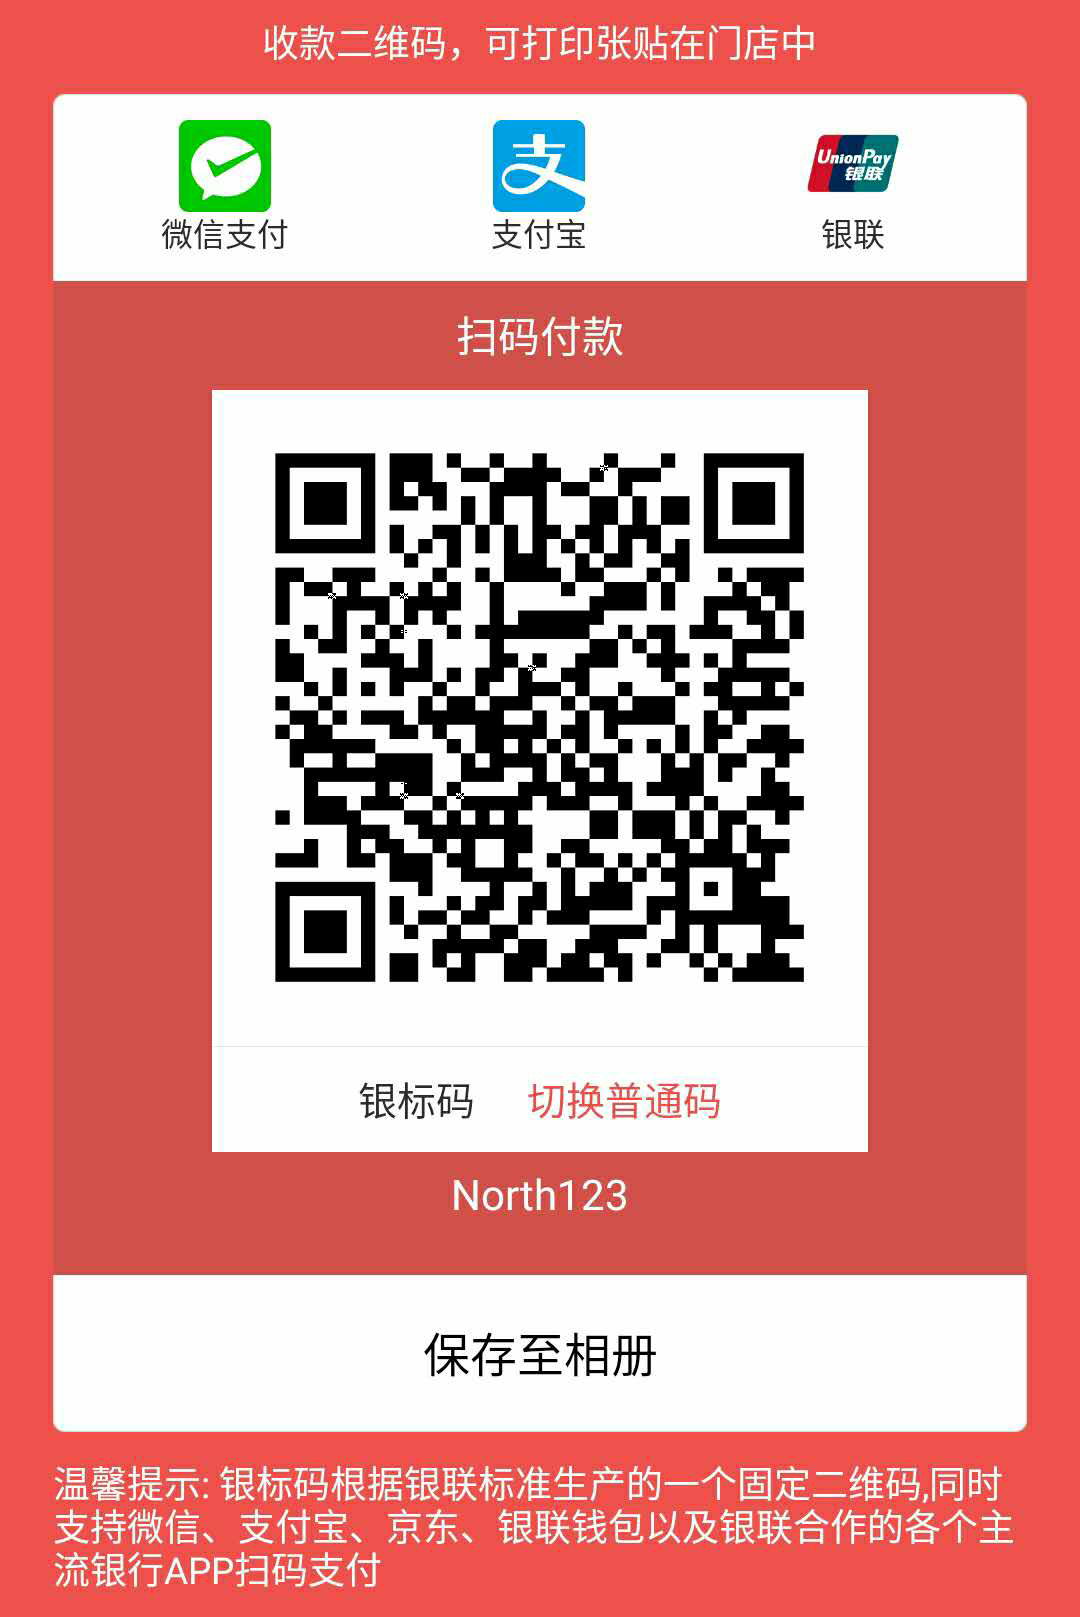 收款二维码，可打印张贴在门店中
微信支付
支付宝
UnionPay
银联
银联
扫码付款
银标码 切换普通码
North123
保存至相册
温馨提示: 银标码根据银联标准生产的一个固定二维码,同时
支持微信、支付宝、京东、银联钱包以及银联合作的各个主
流银行APP扫码支付